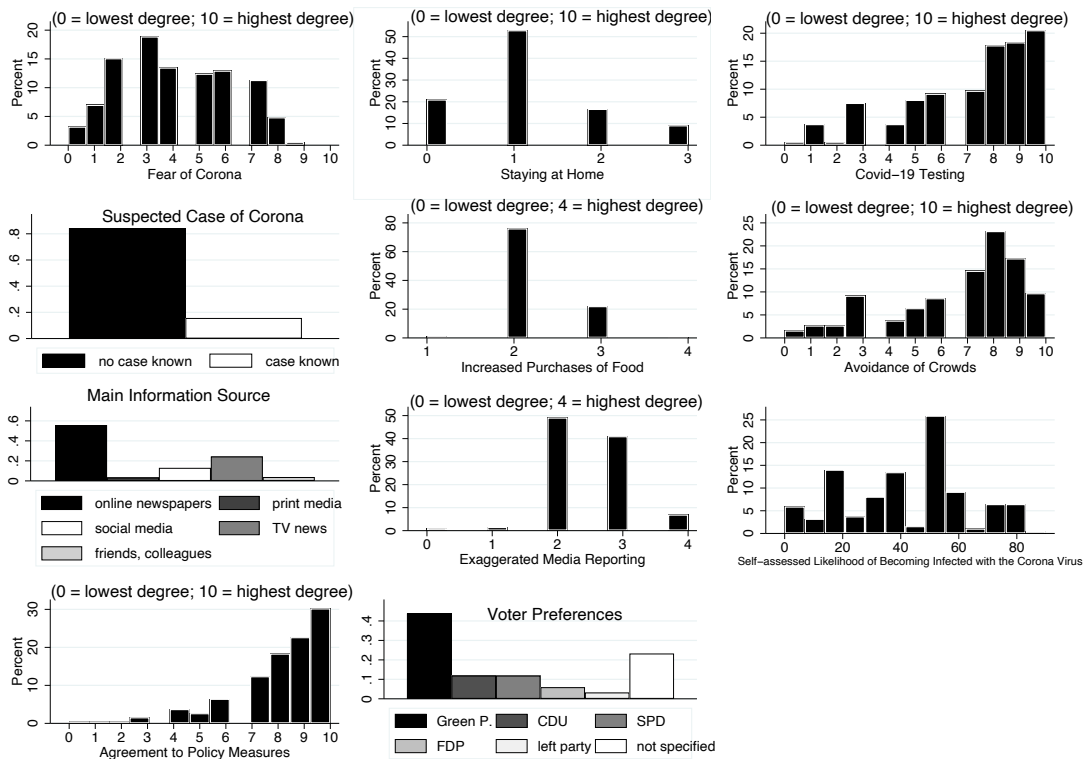 (0 = lowest degree; 10 = highest degree)
Percent
0 5 10 15 20
0 1 2 3 4 5 6 7 8 9 10
Fear of Corona
(0 = lowest degree; 10 = highest degree)
Percent
0 10 20 30 40 50
0 1 2 3
Staying at Home
(0 = lowest degree; 10 = highest degree)
Percent
0 5 10 15 20
0 1 2 3 4 5 6 7 8 9 10
Covid-19 Testing
Suspected Case of Corona
0 .2 .4 .6 .8
no case known case known
(0 = lowest degree; 4 = highest degree)
Percent
0 20 40 60 80
1 2 3 4
Increased Purchases of Food
(0 = lowest degree; 10 = highest degree)
Percent
0 5 10 15 20 25
0 1 2 3 4 5 6 7 8 9 10
Avoidance of Crowds
Main Information Source
0 .2 .4 .6
online newspapers print media
social media TV news
friends, colleagues
(0 = lowest degree; 4 = highest degree)
Percent
0 10 20 30 40 50
0 1 2 3 4
Exaggerated Media Reporting
Percent
0 5 10 15 20 25
0 20 40 60 80
Self-assessed Likelihood of Becoming Infected with the Corona Virus
(0 = lowest degree; 10 = highest degree)
Percent
0 10 20 30
0 1 2 3 4 5 6 7 8 9 10
Agreement to Policy Measures
Voter Preferences
0 .1 .2 .3 .4
Green P. CDU SPD
FDP left party not specified